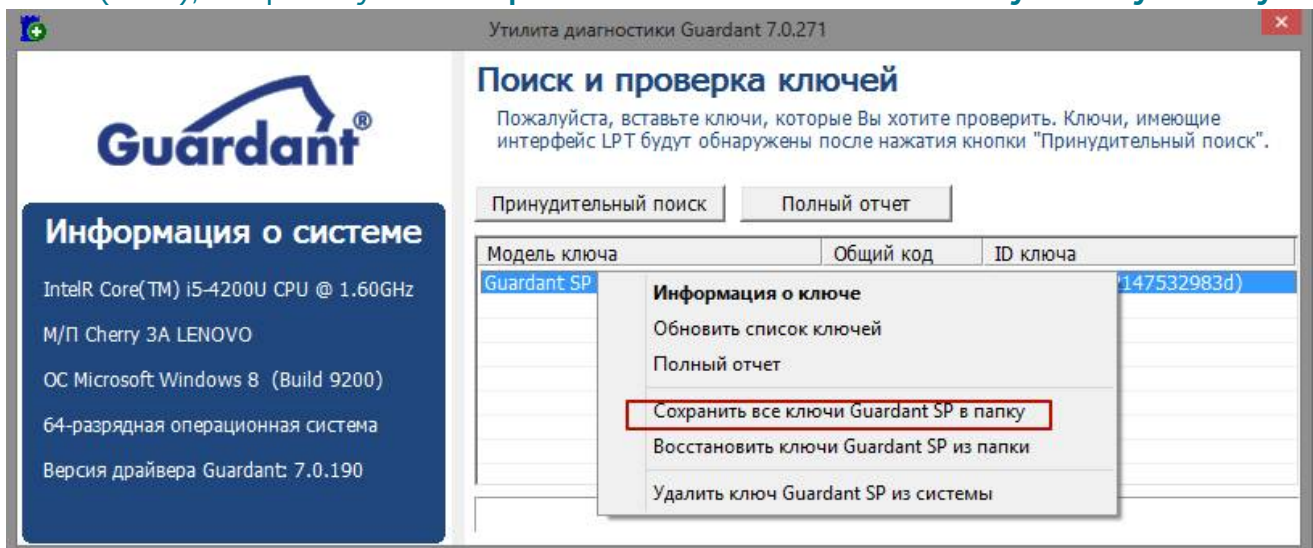 Утилита диагностики Guardant 7.0.271
Guardant®
Поиск и проверка ключей
Пожалуйста, вставьте ключи, которые Вы хотите проверить. Ключи, имеющие
интерфейс LPT будут обнаружены после нажатия кнопки "Принудительный поиск".
Принудительный поиск Полный отчет
Информация о системе
IntelR Core(TM) i5-4200U CPU @ 1.60GHz
М/П Cherry 3A LENOVO
ОС Microsoft Windows 8 (Build 9200)
64-разрядная операционная система
Версия драйвера Guardant: 7.0.190
Модель ключа Общий код ID ключа
Guardant SP 147532983d)
Информация о ключе
Обновить список ключей
Полный отчет
Сохранить все ключи Guardant SP в папку
Восстановить ключи Guardant SP из папки
Удалить ключ Guardant SP из системы